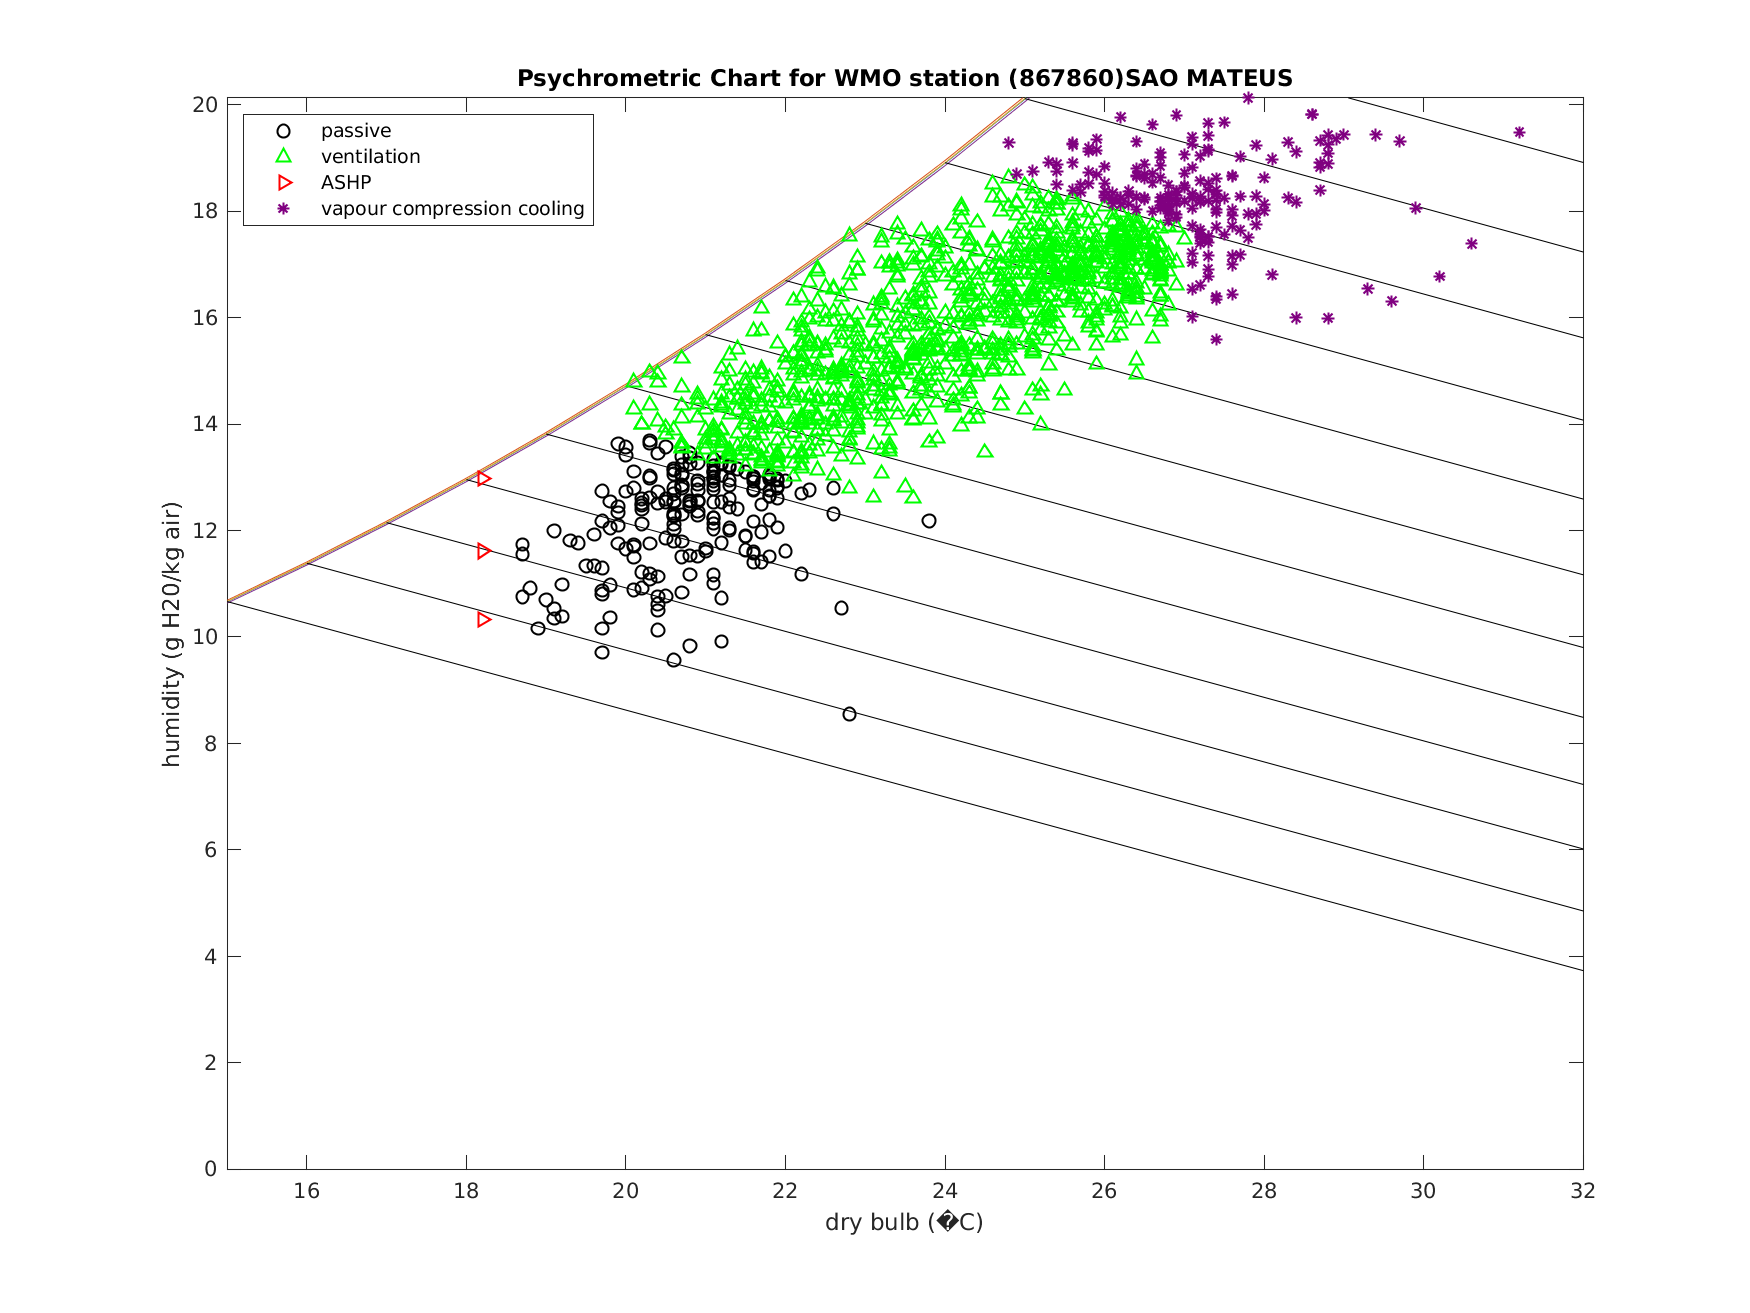 Psychrometric Chart for WMO station (867860)SAO MATEUS
passive
ventilation
ASHP
vapour compression cooling
humidity (g H20/kg air)
20
18
16
14
12
10
8
6
4
2
0
16 18 20 22 24 26 28 30 32
dry bulb (�C)